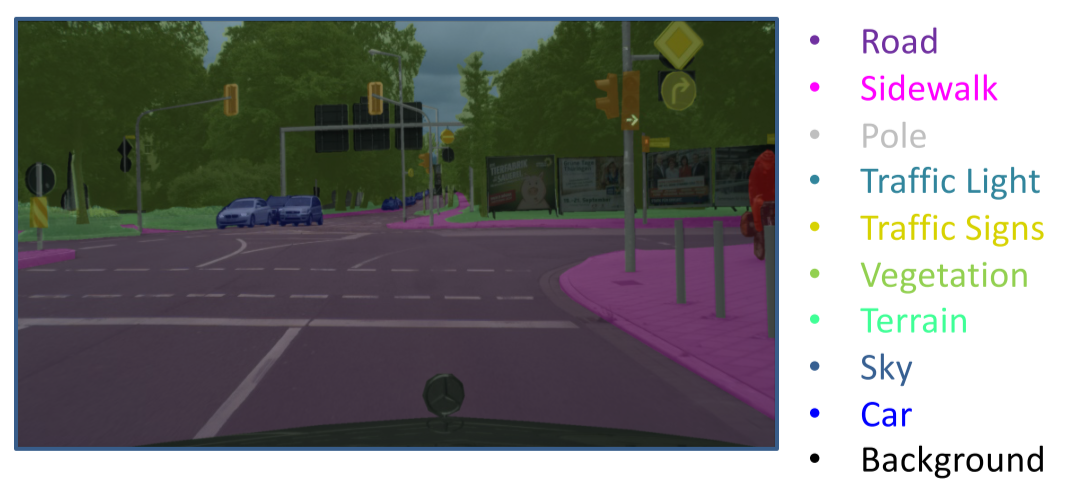 Road
Sidewalk
Pole
Traffic Light
Traffic Signs
Vegetation
Terrain
Sky
Car
Background